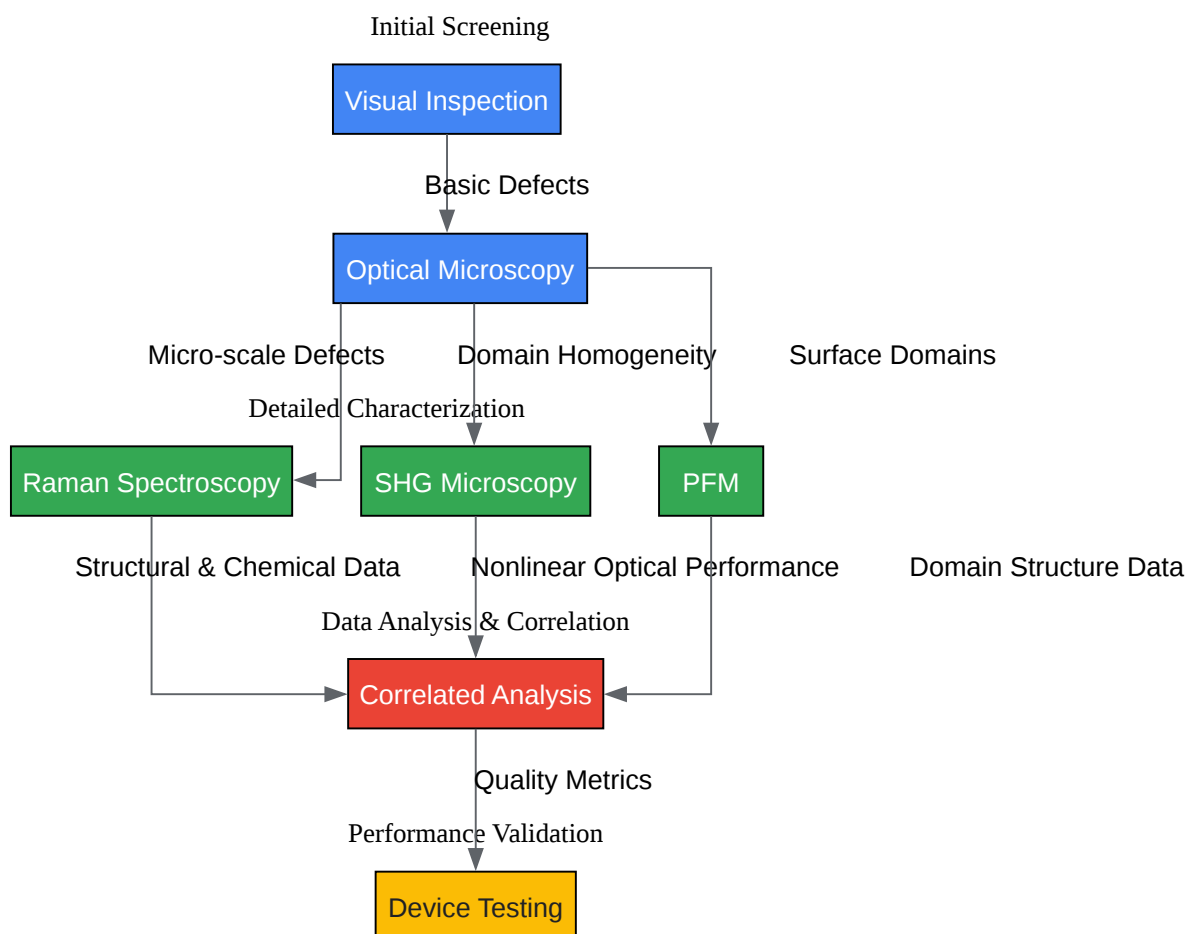 Initial Screening
Visual Inspection
Basic Defects
Optical Microscopy
Micro-scale Defects
Domain Homogeneity
Surface Domains
Detailed Characterization
Raman Spectroscopy
SHG Microscopy
PFM
Structural & Chemical Data
Nonlinear Optical Performance
Domain Structure Data
Data Analysis & Correlation
Correlated Analysis
Quality Metrics
Performance Validation
Device Testing